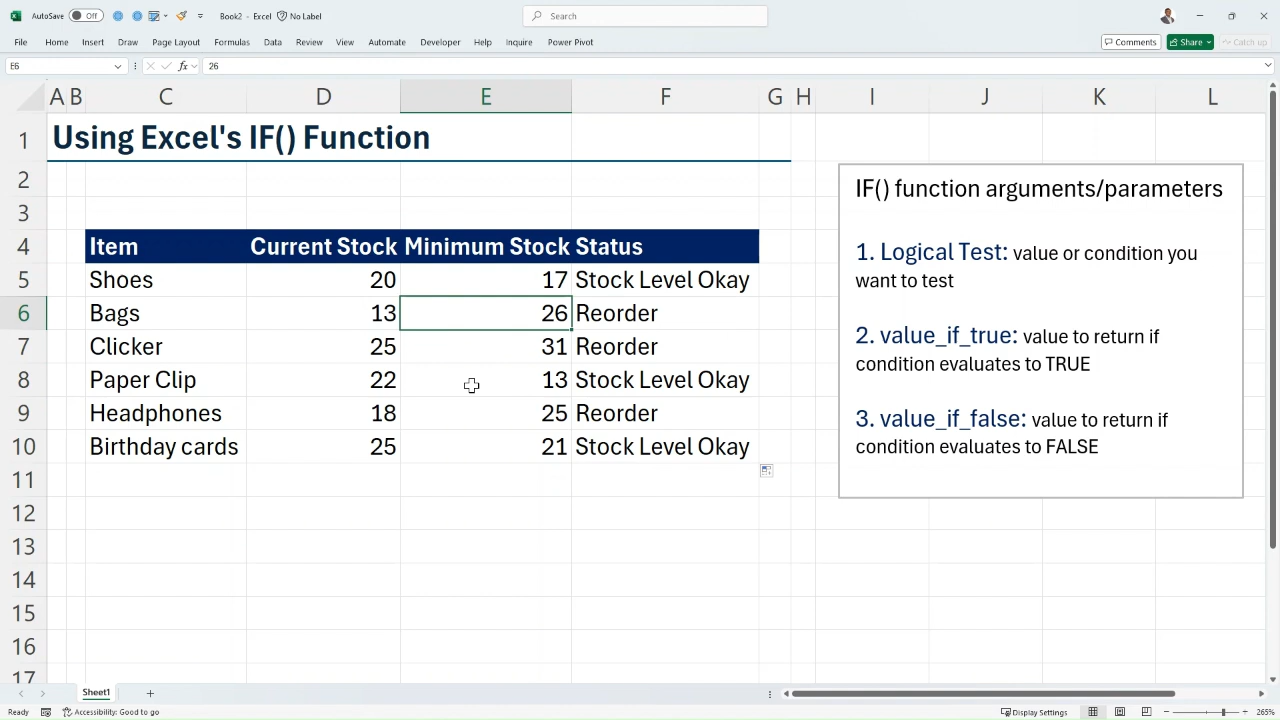 AutoSave Off Book2 - Excel No Label Search
File Home Insert Draw Page Layout Formulas Data Review View Automate Developer Help Inquire Power Pivot Comments Share Catch up
E6 fx 26
A B C D E F G H I J K L
1 Using Excel's IF() Function
2
3
4 Item Current Stock Minimum Stock Status
5 Shoes 20 17 Stock Level Okay
6 Bags 13 26 Reorder
7 Clicker 25 31 Reorder
8 Paper Clip 22 13 Stock Level Okay
9 Headphones 18 25 Reorder
10 Birthday cards 25 21 Stock Level Okay
11
12
13
14
15
16
17
IF() function arguments/parameters
1. Logical Test: value or condition you
want to test
2. value_if_true: value to return if
condition evaluates to TRUE
3. value_if_false: value to return if
condition evaluates to FALSE
Sheet1
Ready Accessibility: Good to go Display Settings 265%